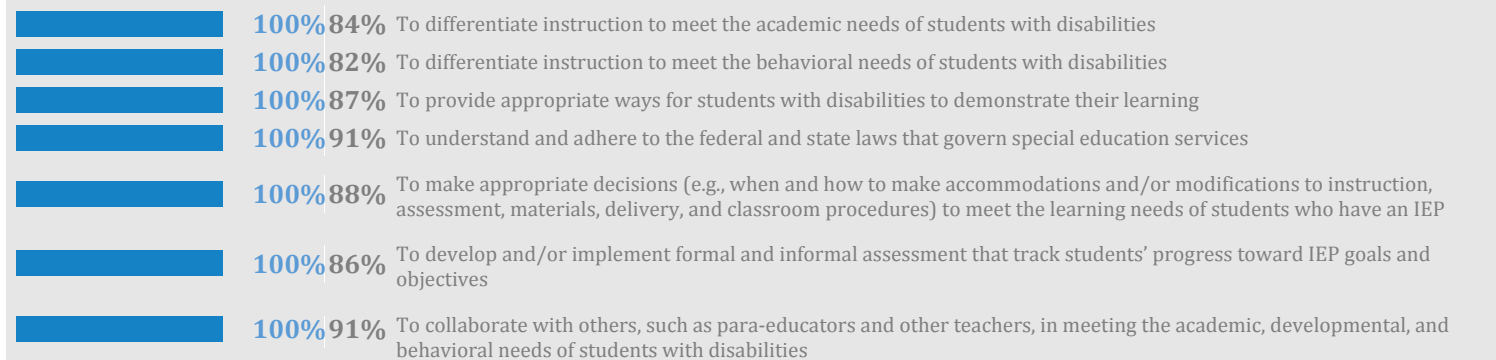 100% 84% To differentiate instruction to meet the academic needs of students with disabilities
100% 82% To differentiate instruction to meet the behavioral needs of students with disabilities
100% 87% To provide appropriate ways for students with disabilities to demonstrate their learning
100% 91% To understand and adhere to the federal and state laws that govern special education services
100% 88% To make appropriate decisions (e.g., when and how to make accommodations and/or modifications to instruction,
assessment, materials, delivery, and classroom procedures) to meet the learning needs of students who have an IEP
100% 86% To develop and/or implement formal and informal assessment that track students’ progress toward IEP goals and
objectives
100% 91% To collaborate with others, such as para-educators and other teachers, in meeting the academic, developmental, and
behavioral needs of students with disabilities